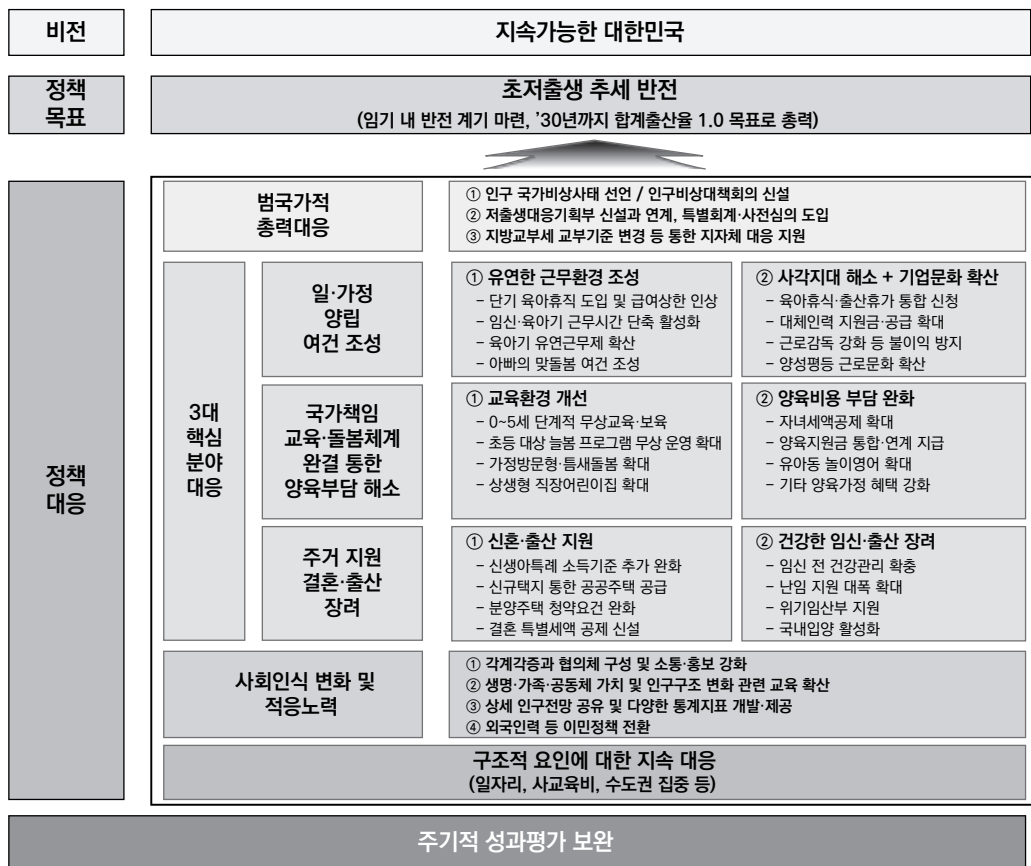 비전
지속가능한 대한민국
정책
목표
초저출생 추세 반전
(임기 내 반전 계기 마련, ’30년까지 합계출산율 1.0 목표로 총력)
정책
대응
범국가적
총력대응
① 인구 국가비상사태 선언 / 인구비상대책회의 신설
② 저출생대응기획부 신설과 연계, 특별회계·사전심의 도입
③ 지방교부세 교부기준 변경 등 통한 지자체 대응 지원
3대
핵심
분야
대응
일·가정
양립
여건 조성
① 유연한 근무환경 조성
– 단기 육아휴직 도입 및 급여상한 인상
– 임신·육아기 근무시간 단축 활성화
– 육아기 유연근무제 확산
– 아빠의 맞돌봄 여건 조성
② 사각지대 해소 + 기업문화 확산
– 육아휴식·출산휴가 통합 신청
– 대체인력 지원금·공급 확대
– 근로감독 강화 등 불이익 방지
– 양성평등 근로문화 확산
국가책임
교육·돌봄체계
완결 통한
양육부담 해소
① 교육환경 개선
– 0~5세 단계적 무상교육·보육
– 초등 대상 늘봄 프로그램 무상 운영 확대
– 가정방문형·틈새돌봄 확대
– 상생형 직장어린이집 확대
② 양육비용 부담 완화
– 자녀세액공제 확대
– 양육지원금 통합·연계 지급
– 유아동 놀이영어 확대
– 기타 양육가정 혜택 강화
주거 지원
결혼·출산
장려
① 신혼·출산 지원
– 신생아특례 소득기준 추가 완화
– 신규택지 통한 공공주택 공급
– 분양주택 청약요건 완화
– 결혼 특별세액 공제 신설
② 건강한 임신·출산 장려
– 임신 전 건강관리 확충
– 난임 지원 대폭 확대
– 위기임산부 지원
– 국내입양 활성화
사회인식 변화 및
적응노력
① 각계각층과 협의체 구성 및 소통·홍보 강화
② 생명·가족·공동체 가치 및 인구구조 변화 관련 교육 확산
③ 상세 인구전망 공유 및 다양한 통계지표 개발·제공
④ 외국인력 등 이민정책 전환
구조적 요인에 대한 지속 대응
(일자리, 사교육비, 수도권 집중 등)
주기적 성과평가 보완